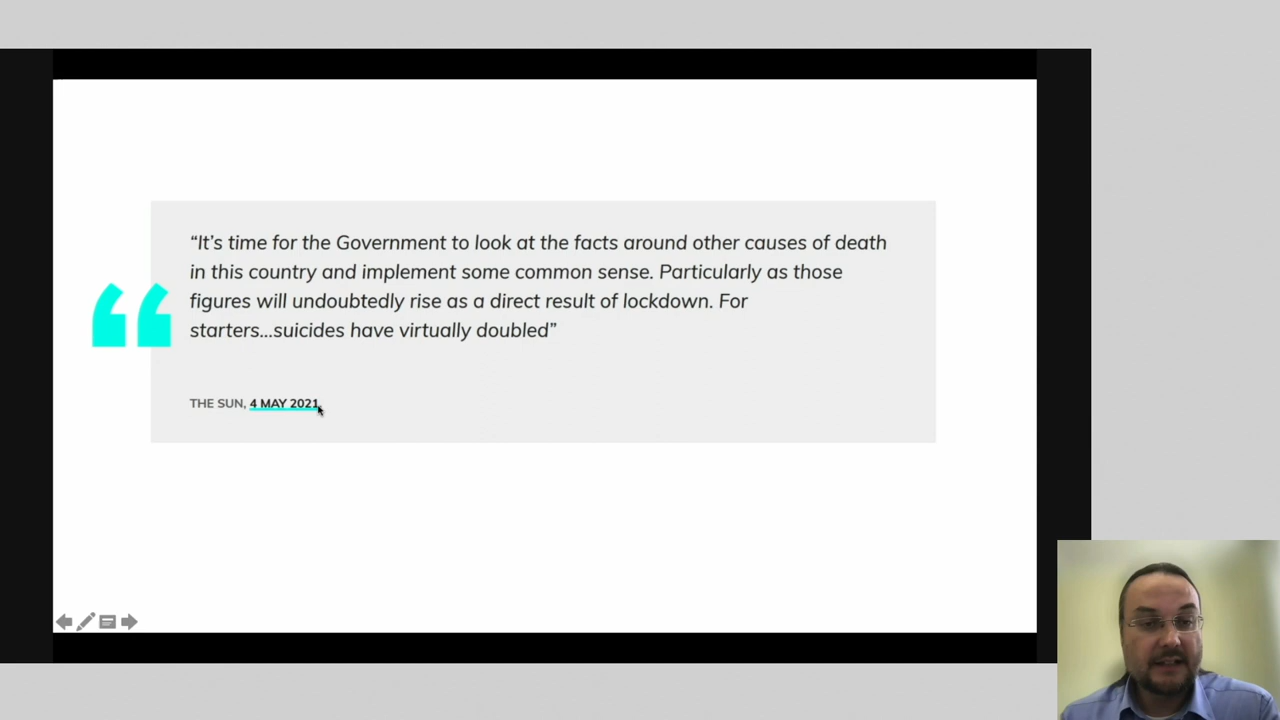 “It’s time for the Government to look at the facts around other causes of death
in this country and implement some common sense. Particularly as those
figures will undoubtedly rise as a direct result of lockdown. For
starters...suicides have virtually doubled”
THE SUN, 4 MAY 2021